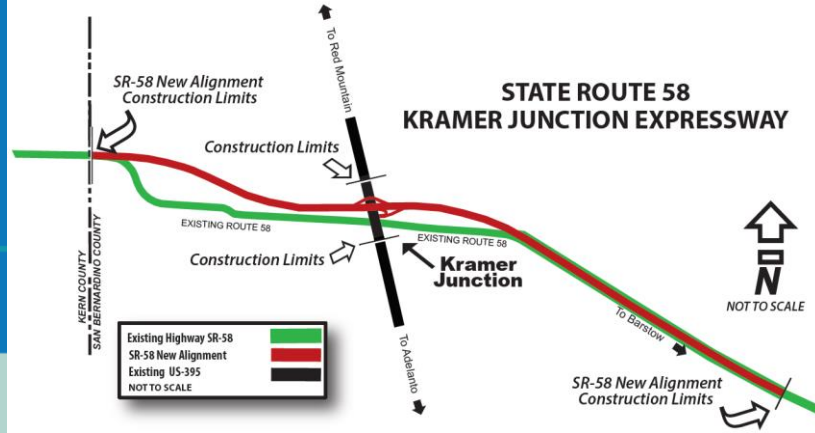 To Red Mountain
SR-58 New Alignment
Construction Limits
STATE ROUTE 58
KRAMER JUNCTION EXPRESSWAY
Construction Limits
EXISTING ROUTE 58
EXISTING ROUTE 58
Construction Limits
Kramer
Junction
KERN COUNTY
SAN BERNARDINO COUNTY
N
NOT TO SCALE
To Barstow
Existing Highway SR-58
SR-58 New Alignment
Existing US-395
NOT TO SCALE
To Adelanto
SR-58 New Alignment
Construction Limits